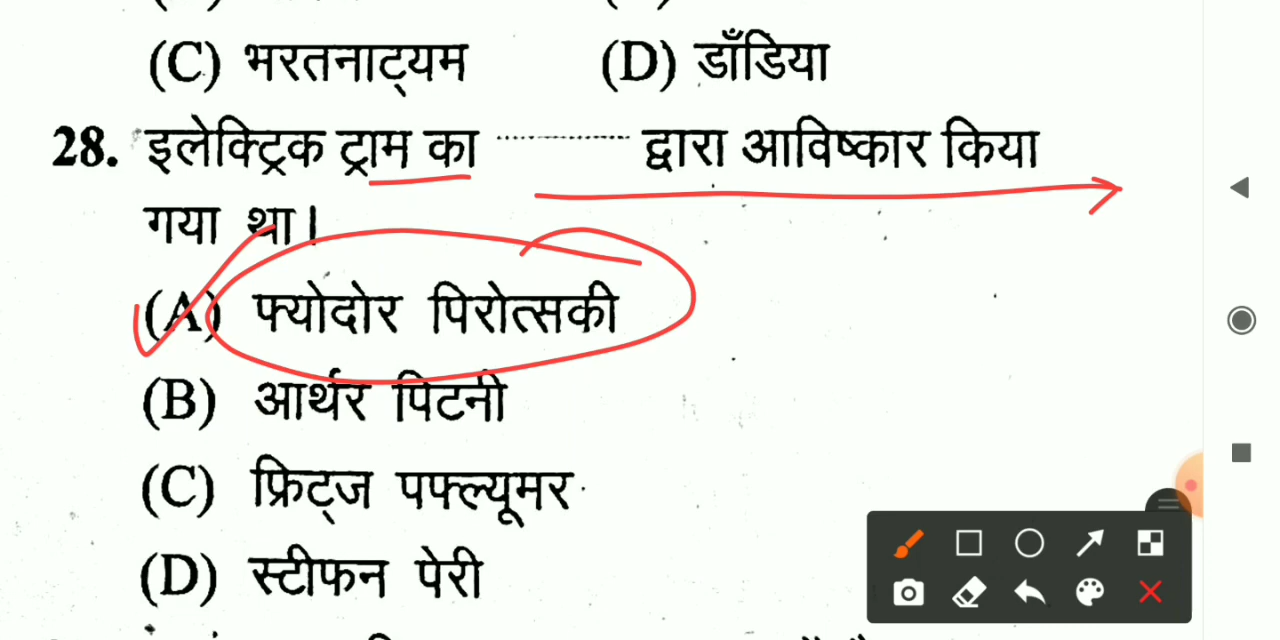 (C) भरतनाट्यम (D) डाँडिया
28. इलेक्ट्रिक ट्राम का ............... द्वारा आविष्कार किया
गया था।
(A) फ्योदोर पिरोत्सकी
(B) आर्थर पिटनी
(C) फ्रिट्ज पफ्ल्यूमर
(D) स्टीफन पेरी